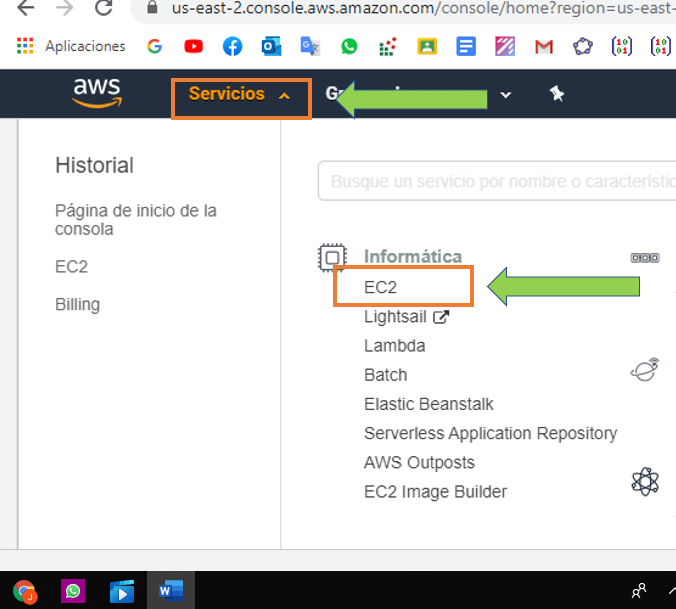 us-east-2.console.aws.amazon.com/console/home?region=us-east-
Aplicaciones
aws
Servicios
Historial
Página de inicio de la
consola
EC2
Billing
Busque un servicio por nombre o característic
Informática
EC2
Lightsail
Lambda
Batch
Elastic Beanstalk
Serverless Application Repository
AWS Outposts
EC2 Image Builder